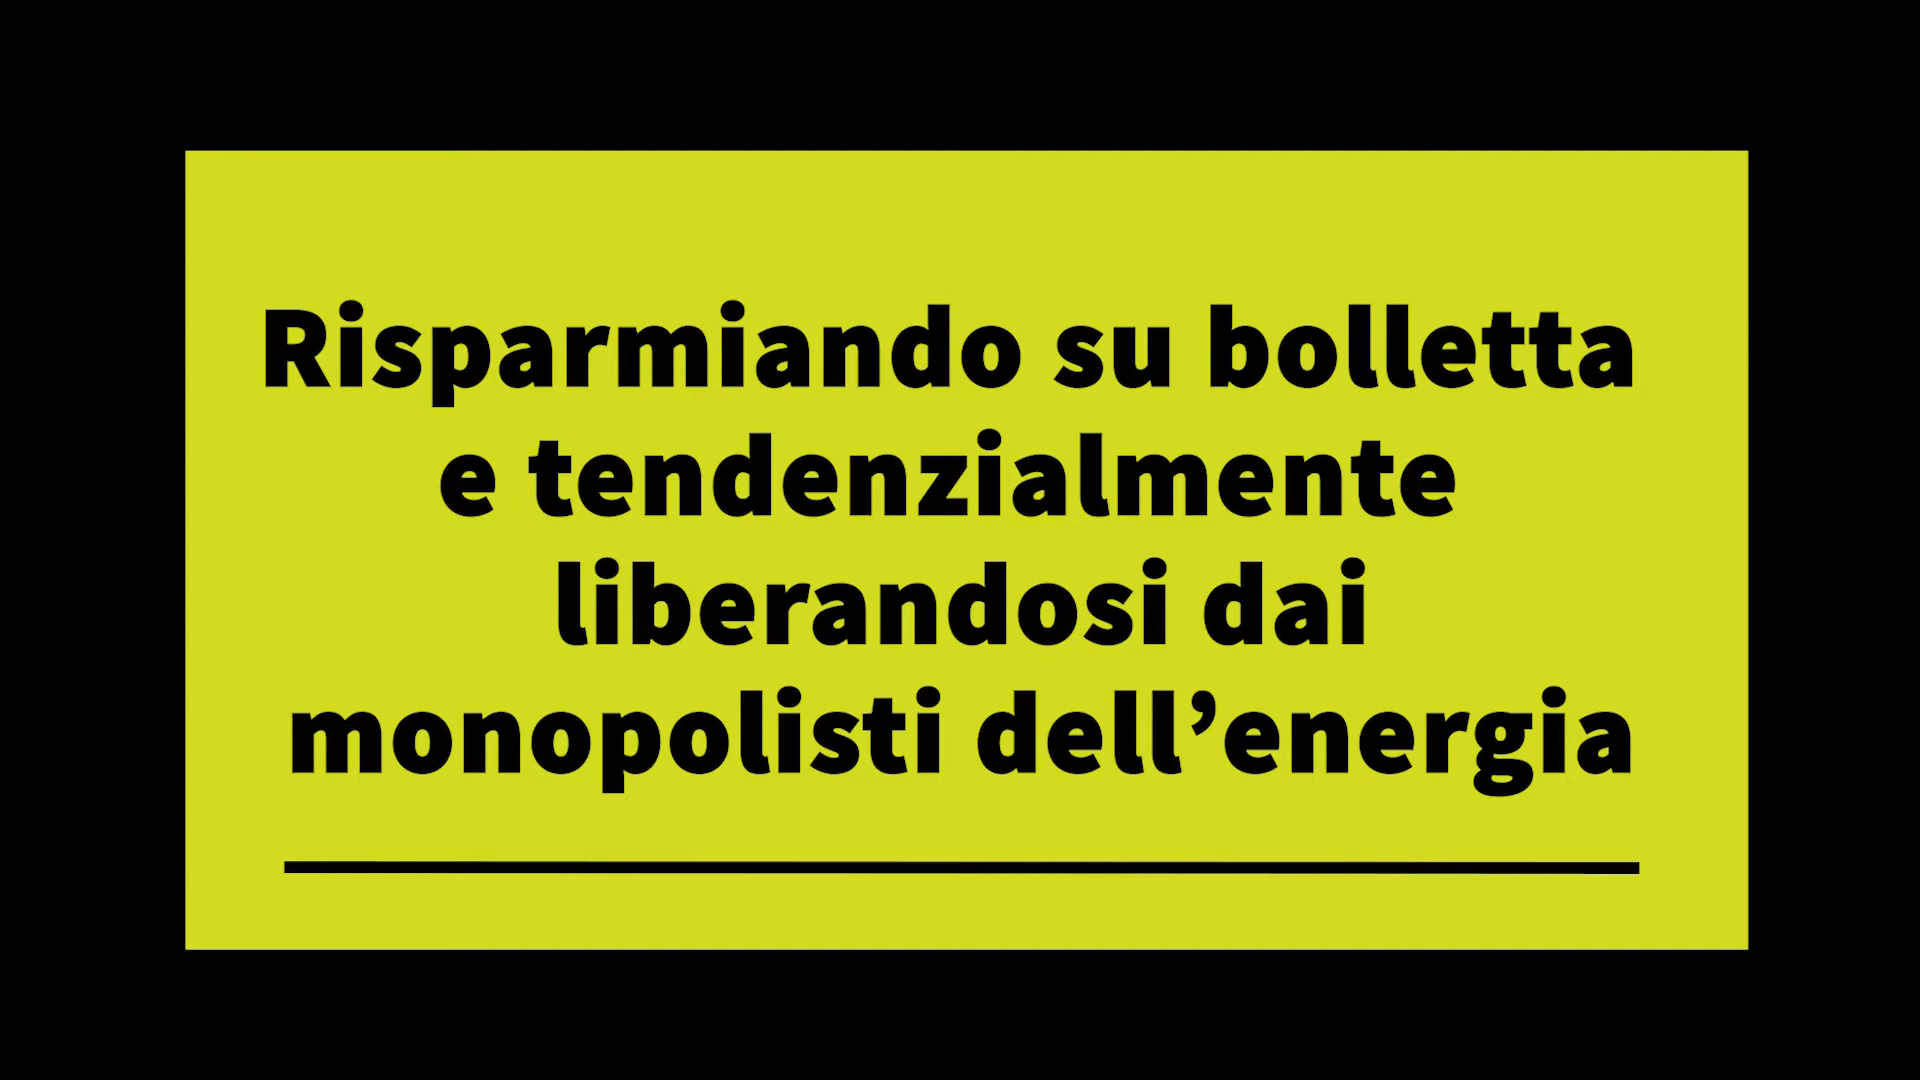 Risparmiando su bolletta
e tendenzialmente
liberandosi dai
monopolisti dell’energia